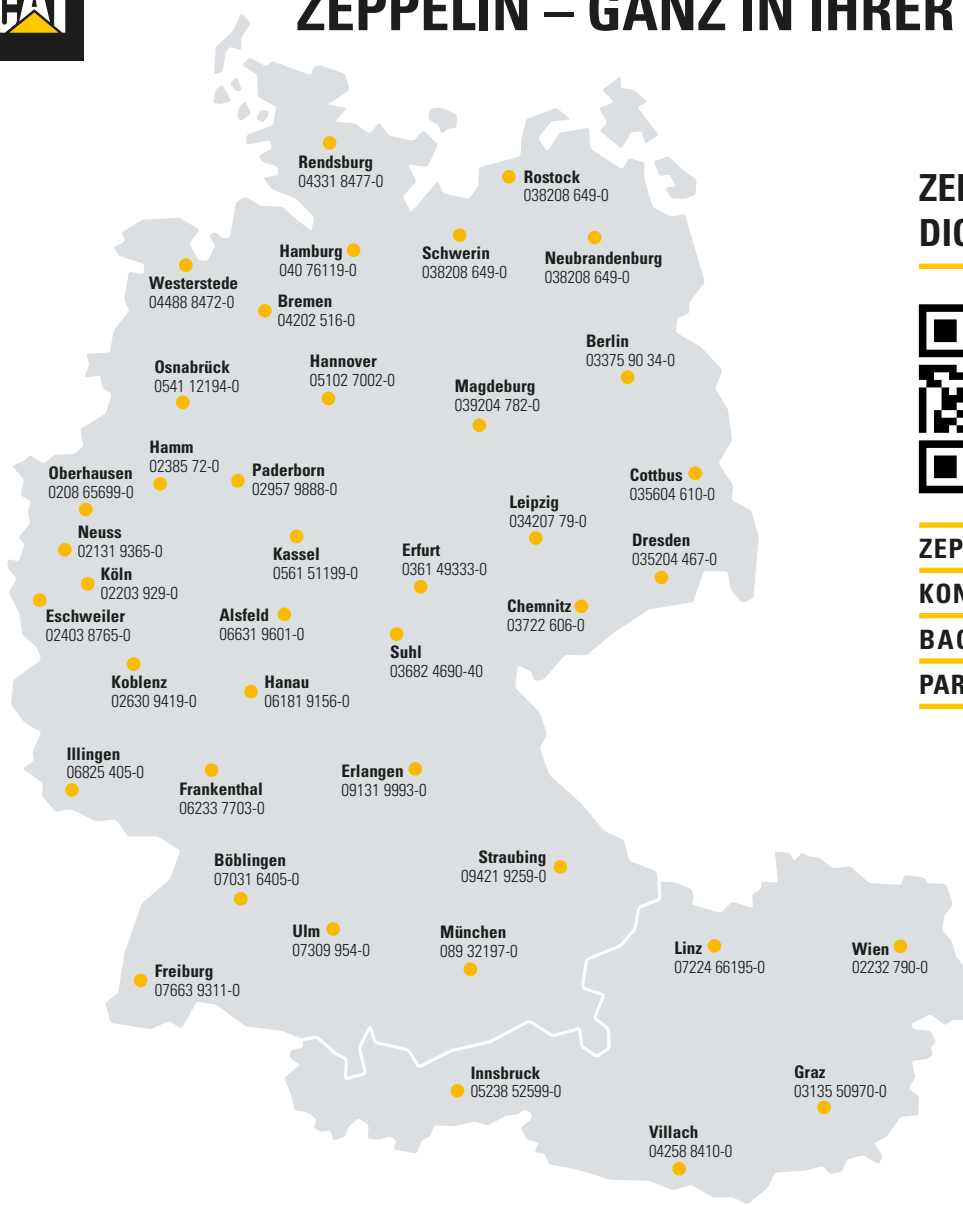 ZEPPELIN – GANZ IN IHRER
Rendsburg
04331 8477-0
Rostock
038208 649-0
Hamburg
040 76119-0
Schwerin
038208 649-0
Neubrandenburg
038208 649-0
Westerstede
04488 8472-0
Bremen
04202 516-0
Berlin
03375 90 34-0
Osnabrück
0541 12194-0
Hannover
05102 7002-0
Magdeburg
039204 782-0
Hamm
02385 72-0
Oberhausen
0208 65699-0
Paderborn
02957 9888-0
Cottbus
035604 610-0
Leipzig
034207 79-0
Neuss
02131 9365-0
Kassel
0561 51199-0
Erfurt
0361 49333-0
Dresden
035204 467-0
Köln
02203 929-0
Eschweiler
02403 8765-0
Alsfeld
06631 9601-0
Chemnitz
03722 606-0
Suhl
03682 4690-40
Koblenz
02630 9419-0
Hanau
06181 9156-0
Illingen
06825 405-0
Frankenthal
06233 7703-0
Erlangen
09131 9993-0
Böblingen
07031 6405-0
Straubing
09421 9259-0
Ulm
07309 954-0
München
089 32197-0
Linz
07224 66195-0
Wien
02232 790-0
Freiburg
07663 9311-0
Innsbruck
05238 52599-0
Graz
03135 50970-0
Villach
04258 8410-0